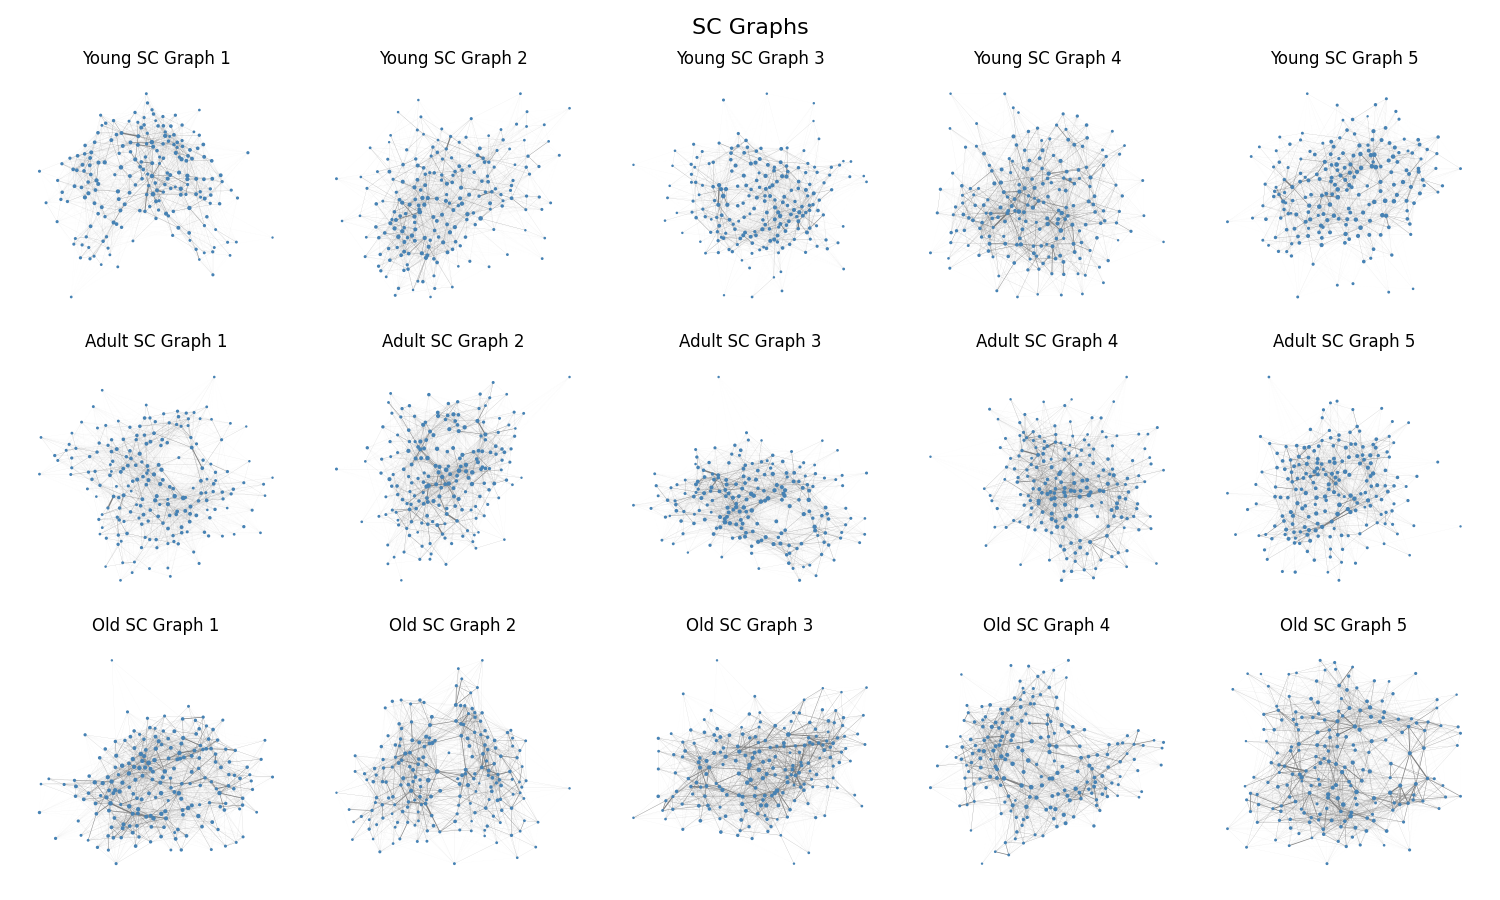 SC Graphs
Young SC Graph 1
Young SC Graph 2
Young SC Graph 3
Young SC Graph 4
Young SC Graph 5
Adult SC Graph 1
Adult SC Graph 2
Adult SC Graph 3
Adult SC Graph 4
Adult SC Graph 5
Old SC Graph 1
Old SC Graph 2
Old SC Graph 3
Old SC Graph 4
Old SC Graph 5